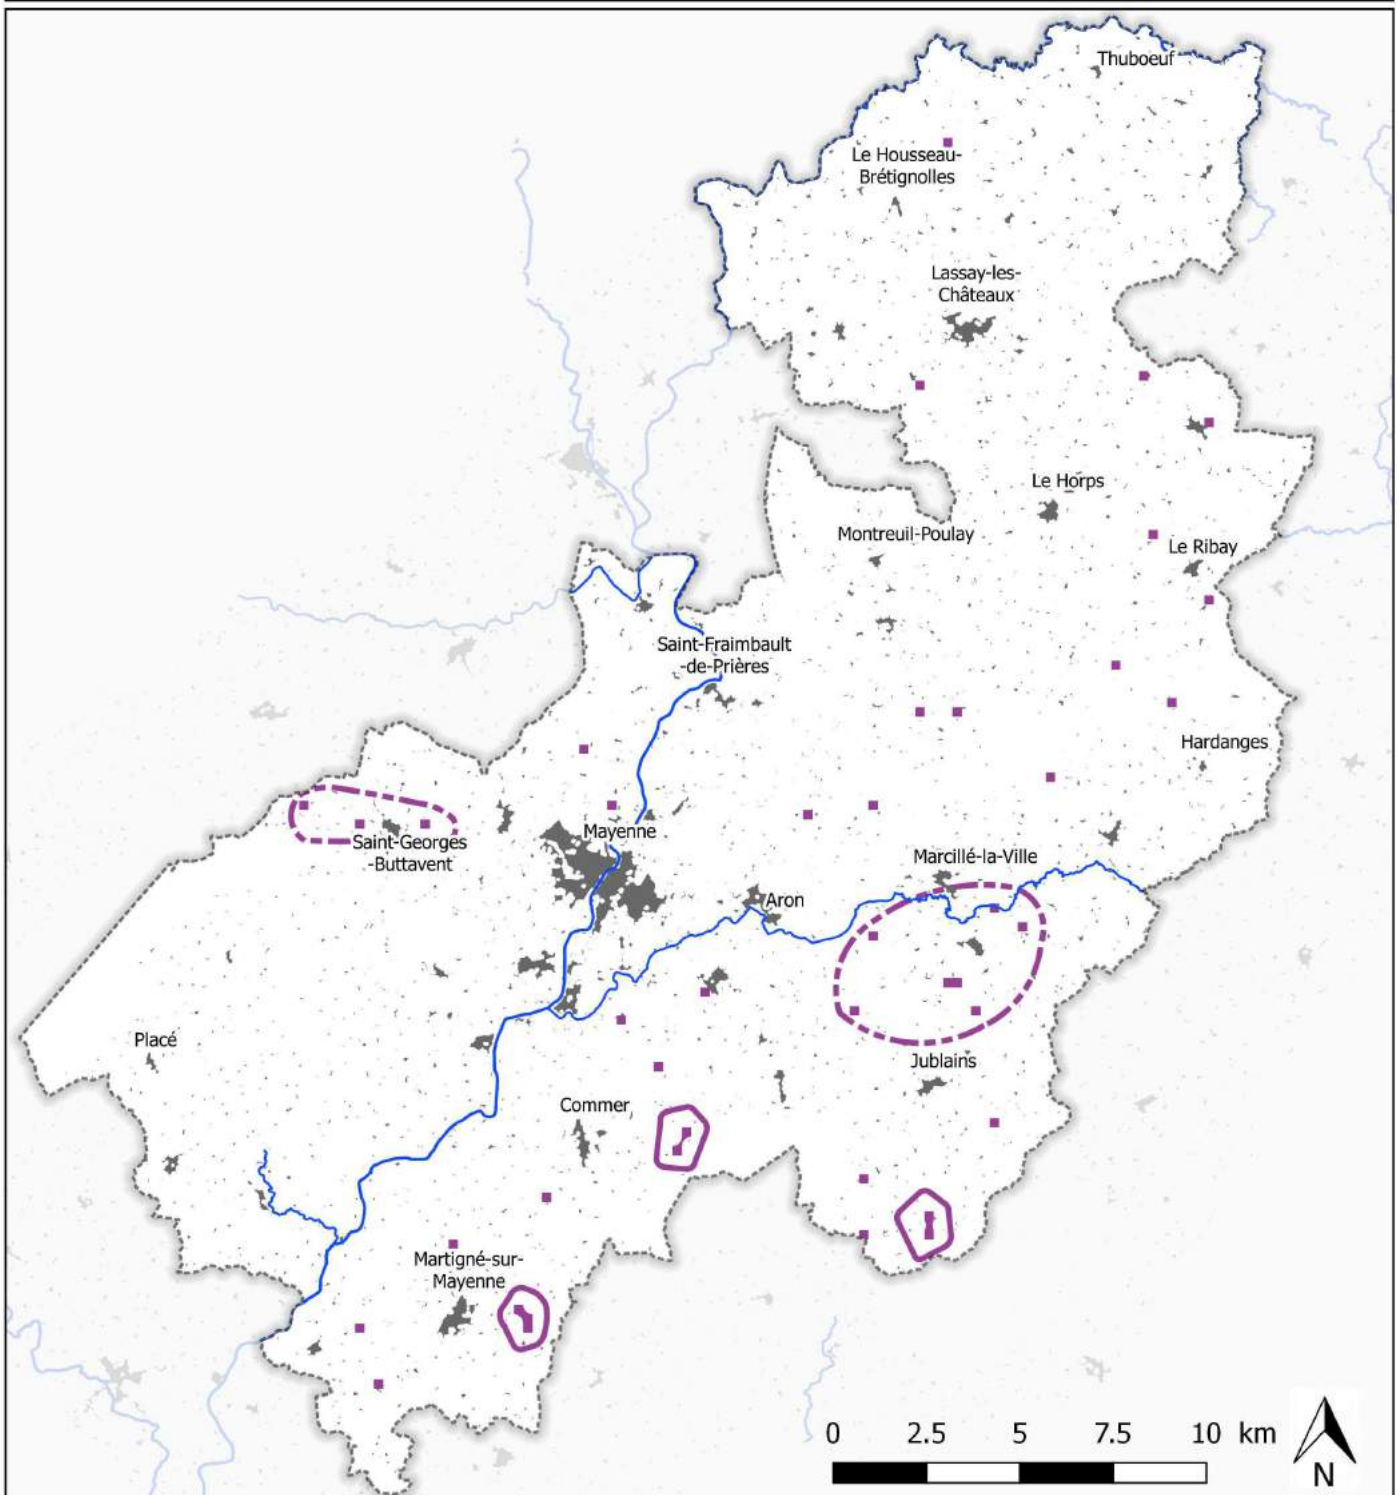 Thuboeuf
Le Housseau-
Brétignolles
Lassay-les-
Châteaux
Le Horps
Montreuil-Poulay
Le Ribay
Saint-Fraimbault
-de-Prières
Hardanges
Mayenne
Saint-Georges
-Buttavent
Marcillé-la-Ville
Aron
Placé
Jublains
Commer
Martigné-sur-
Mayenne
0 2.5 5 7.5 10 km
N